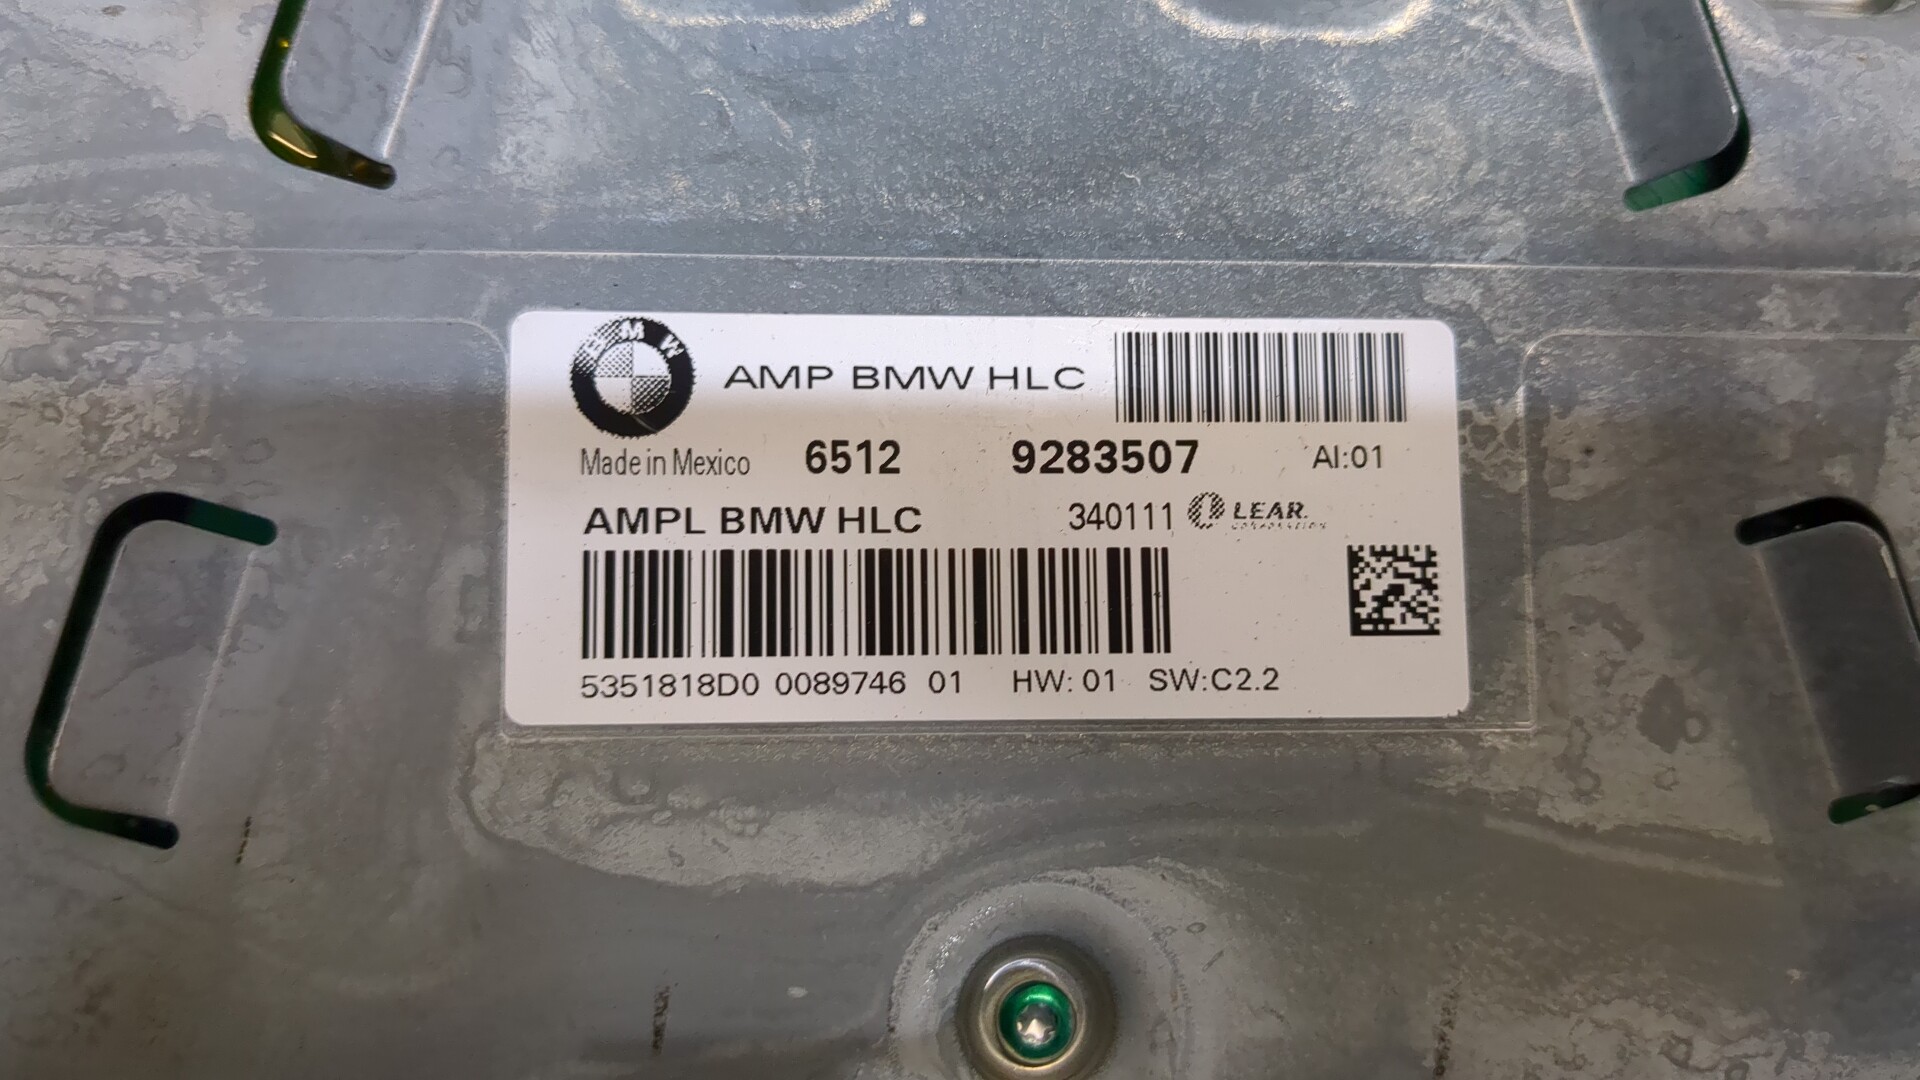 BMW
AMP BMW HLC
Made in Mexico 6512 9283507 AI:01
AMPL BMW HLC 340111 LEAR.
CORPORATION
5351818D0 0089746 01 HW: 01 SW:C2.2